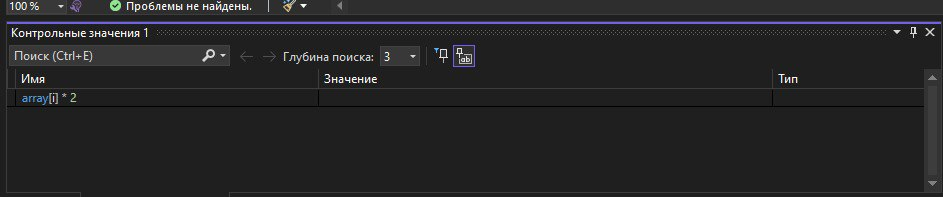 100 %
Проблемы не найдены.
Контрольные значения 1
Поиск (Ctrl+E)
Глубина поиска: 3
Имя Значение Тип
array[i] * 2